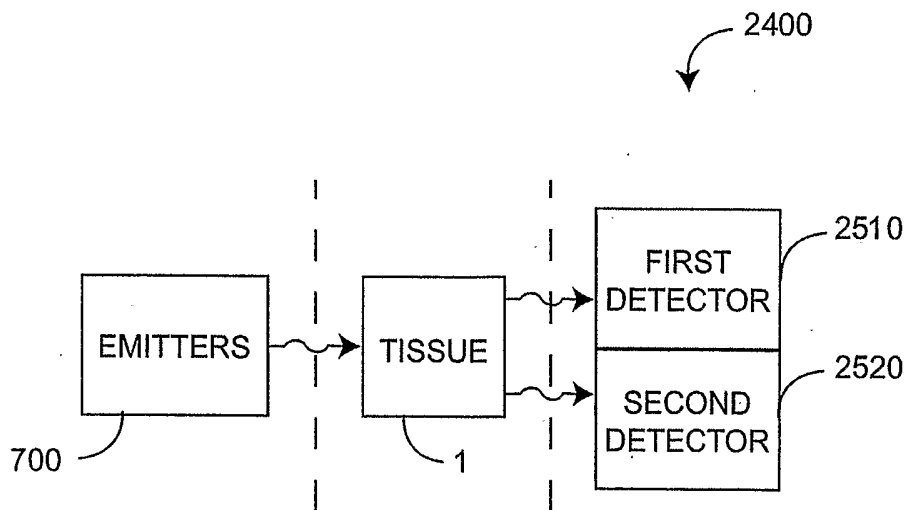 2400
2510
FIRST
DETECTOR
EMITTERS
TISSUE
2520
SECOND
DETECTOR
700
1